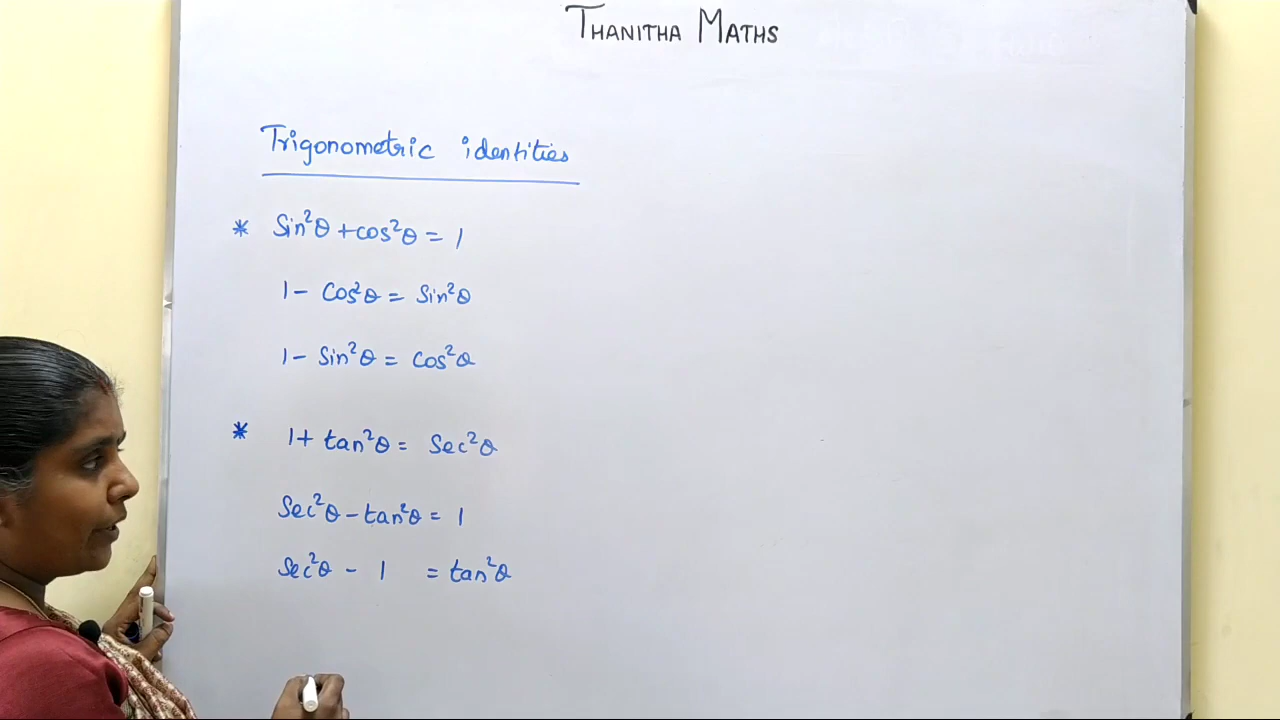 THANITHA MATHS
Trigonometric identities
* Sin²θ + cos²θ = 1
1 - Cos²θ = Sin²θ
1 - Sin²θ = Cos²θ
* 1 + tan²θ = Sec²θ
Sec²θ - tan²θ = 1
Sec²θ - 1 = tan²θ